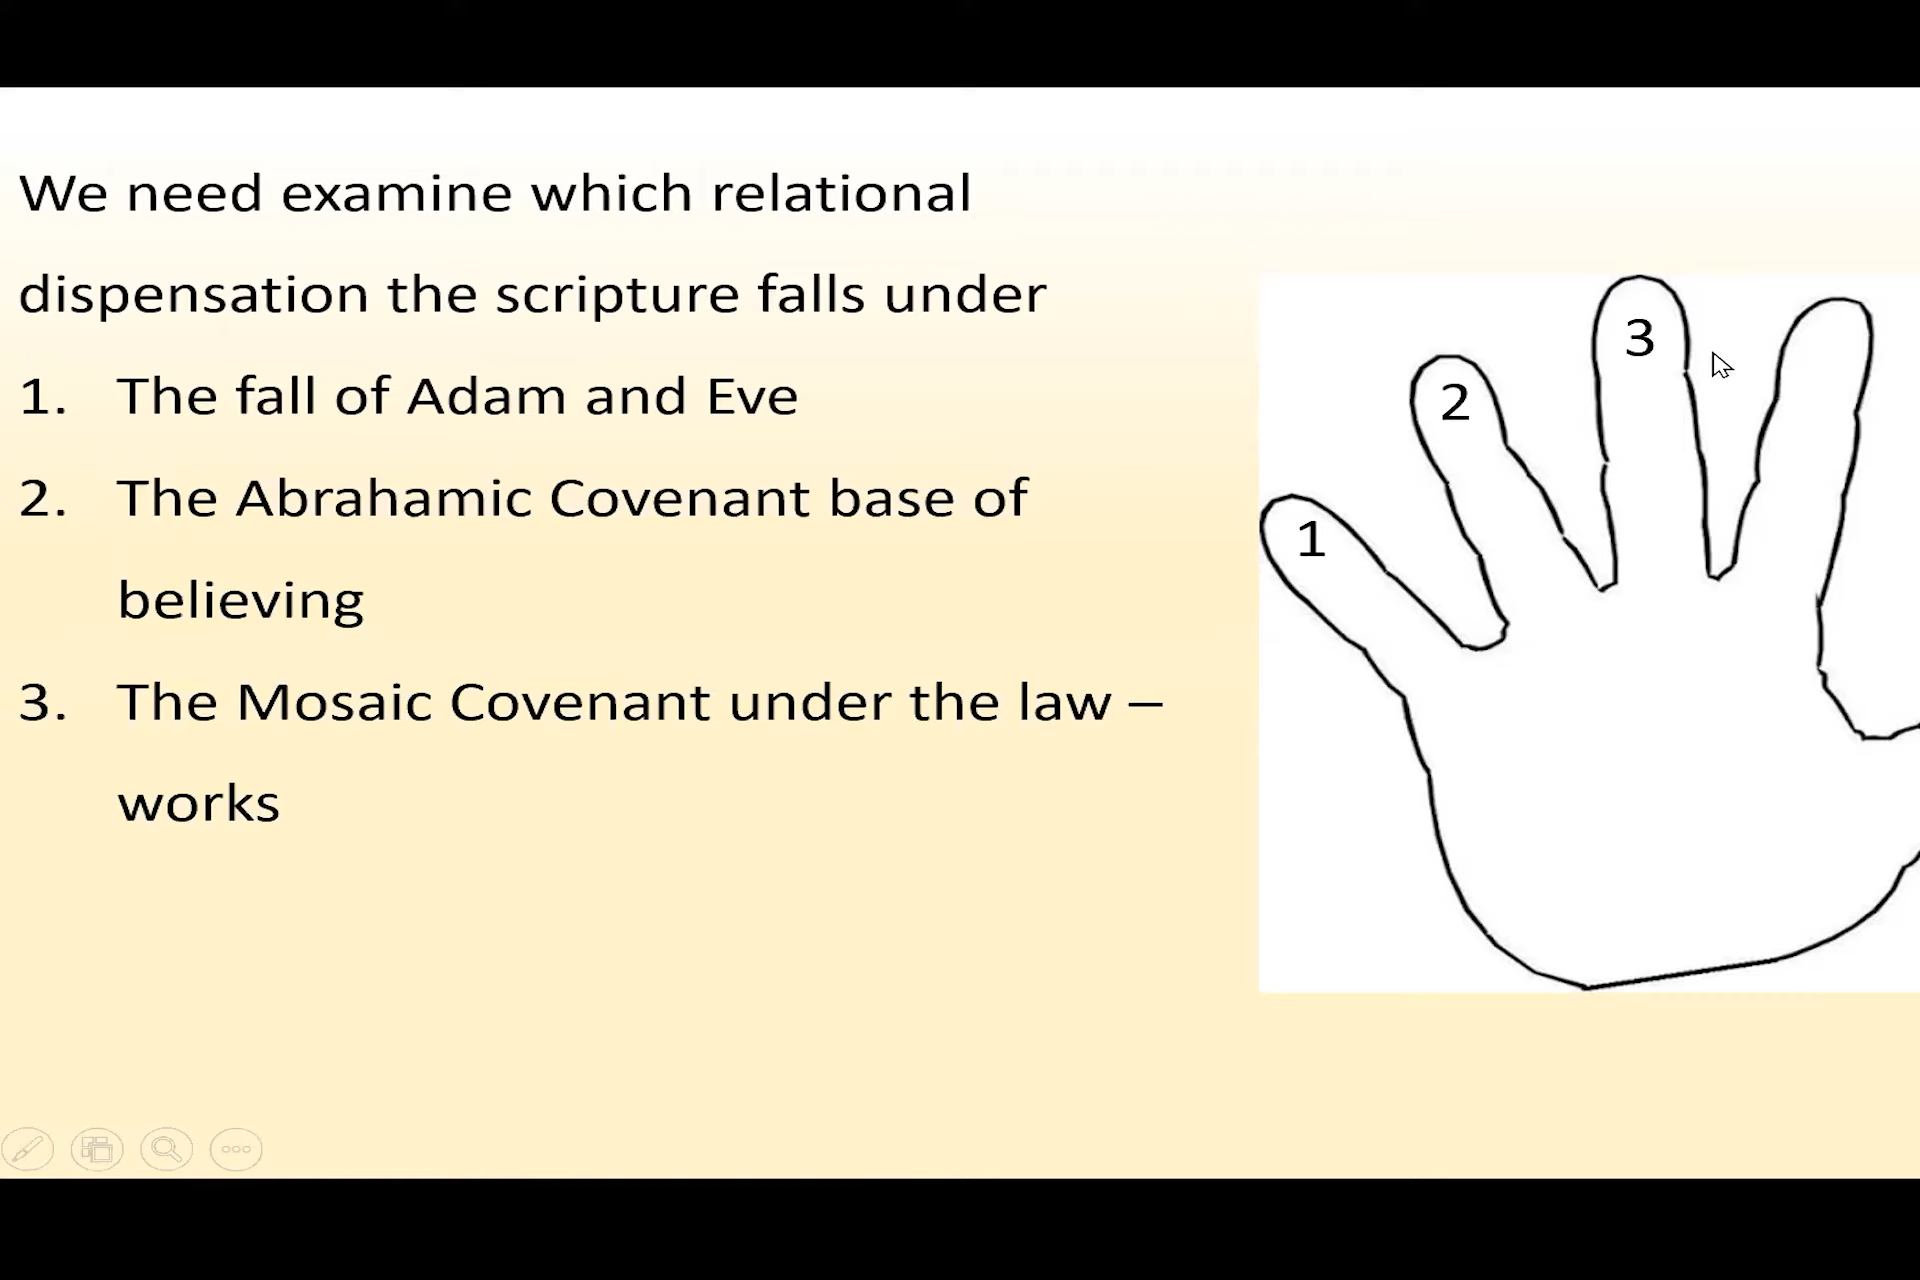 We need examine which relational
dispensation the scripture falls under
1. The fall of Adam and Eve
2. The Abrahamic Covenant base of
believing
3. The Mosaic Covenant under the law –
works
1
2
3